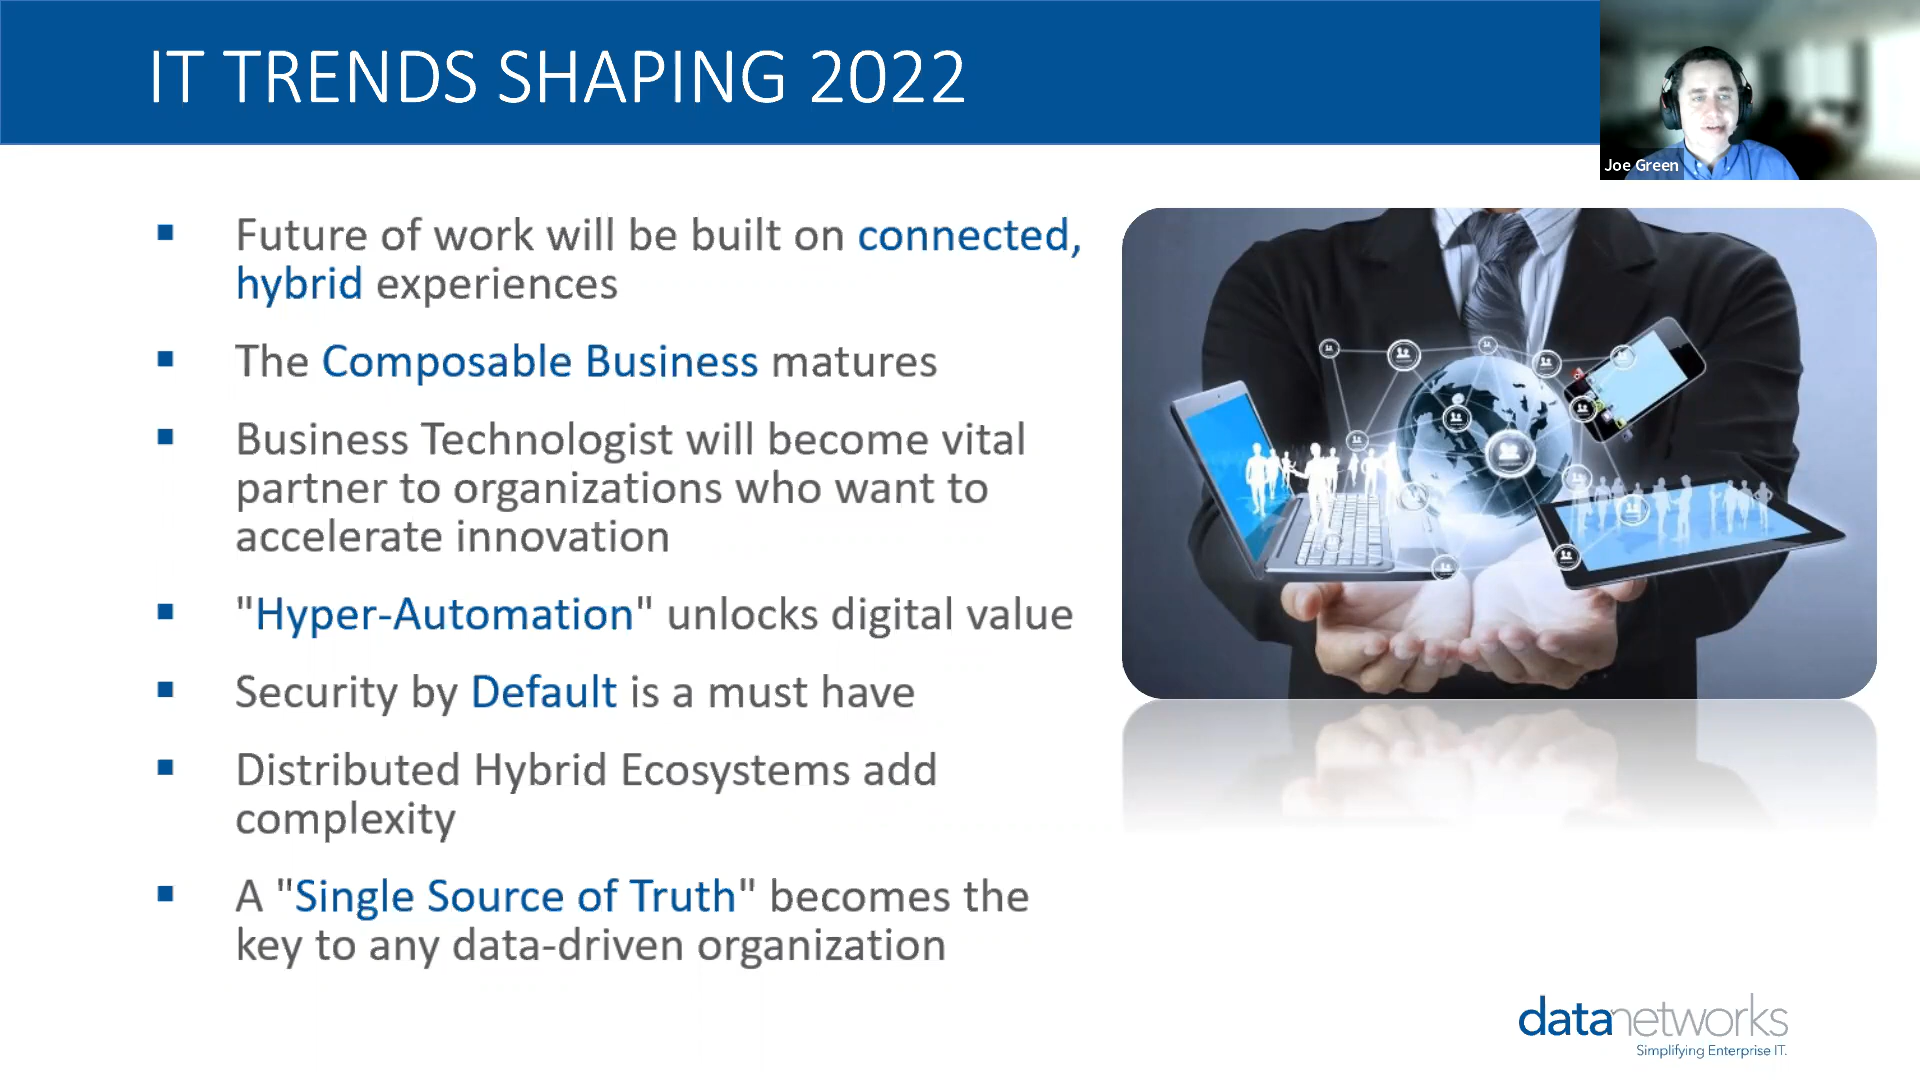 IT TRENDS SHAPING 2022
Joe Green
Future of work will be built on connected,
hybrid experiences
The Composable Business matures
Business Technologist will become vital
partner to organizations who want to
accelerate innovation
"Hyper-Automation" unlocks digital value
Security by Default is a must have
Distributed Hybrid Ecosystems add
complexity
A "Single Source of Truth" becomes the
key to any data-driven organization
datanetworks
Simplifying Enterprise IT.